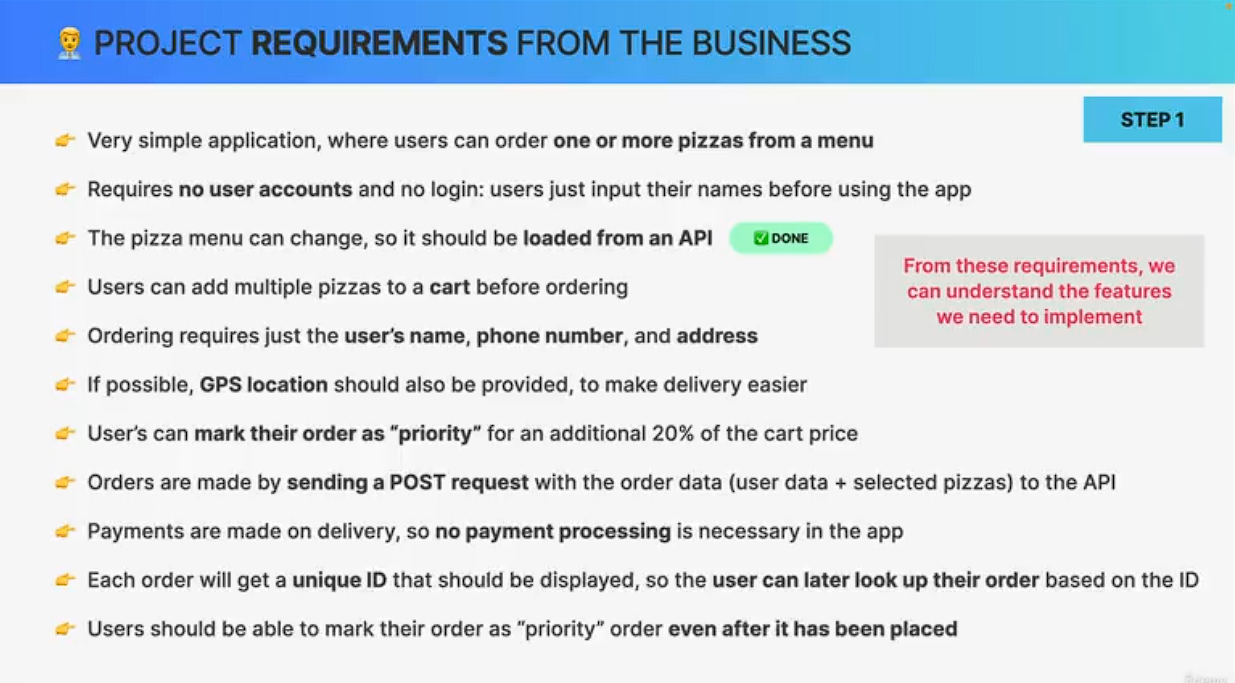 PROJECT REQUIREMENTS FROM THE BUSINESS
STEP 1
Very simple application, where users can order one or more pizzas from a menu
Requires no user accounts and no login: users just input their names before using the app
The pizza menu can change, so it should be loaded from an API
DONE
Users can add multiple pizzas to a cart before ordering
Ordering requires just the user’s name, phone number, and address
If possible, GPS location should also be provided, to make delivery easier
User’s can mark their order as “priority” for an additional 20% of the cart price
Orders are made by sending a POST request with the order data (user data + selected pizzas) to the API
Payments are made on delivery, so no payment processing is necessary in the app
Each order will get a unique ID that should be displayed, so the user can later look up their order based on the ID
Users should be able to mark their order as “priority” order even after it has been placed
From these requirements, we
can understand the features
we need to implement